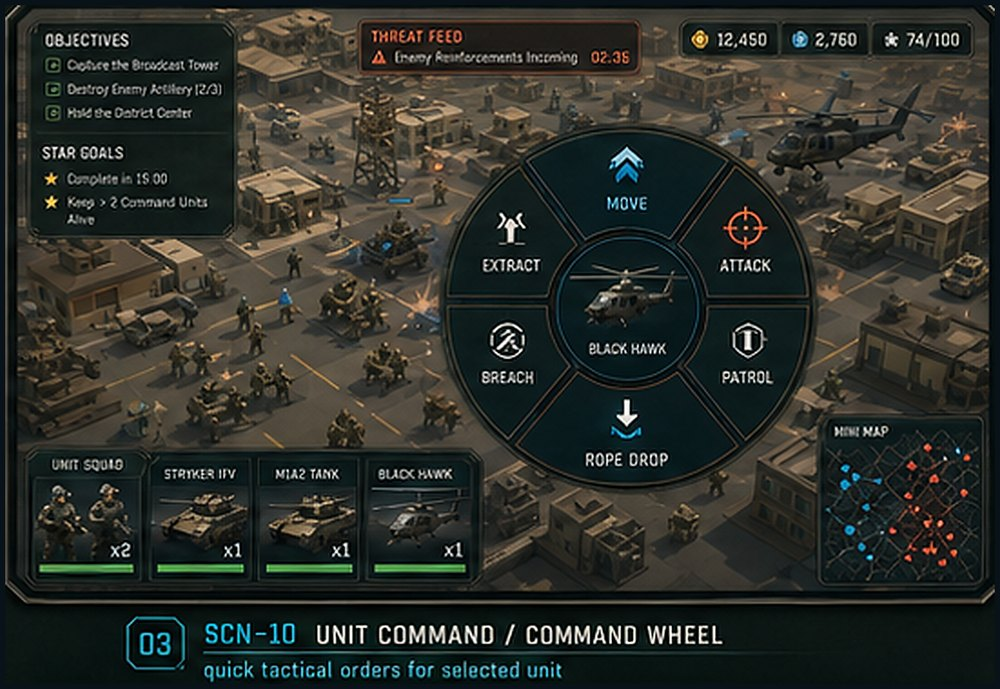 OBJECTIVES
Capture the Broadcast Tower
Destroy Enemy Artillery (2/3)
Hold the District Center
STAR GOALS
Complete in 15:00
Keep > 2 Command Units
Alive
THREAT FEED
Enemy Reinforcements Incoming 02:35
12,450
2,760
74/100
MOVE
EXTRACT
ATTACK
BLACK HAWK
BREACH
PATROL
ROPE DROP
UNIT SQUAD
x2
STRYKER IFV
x1
M1A2 TANK
x1
BLACK HAWK
x1
MINI MAP
03
SCN-10 UNIT COMMAND / COMMAND WHEEL
quick tactical orders for selected unit